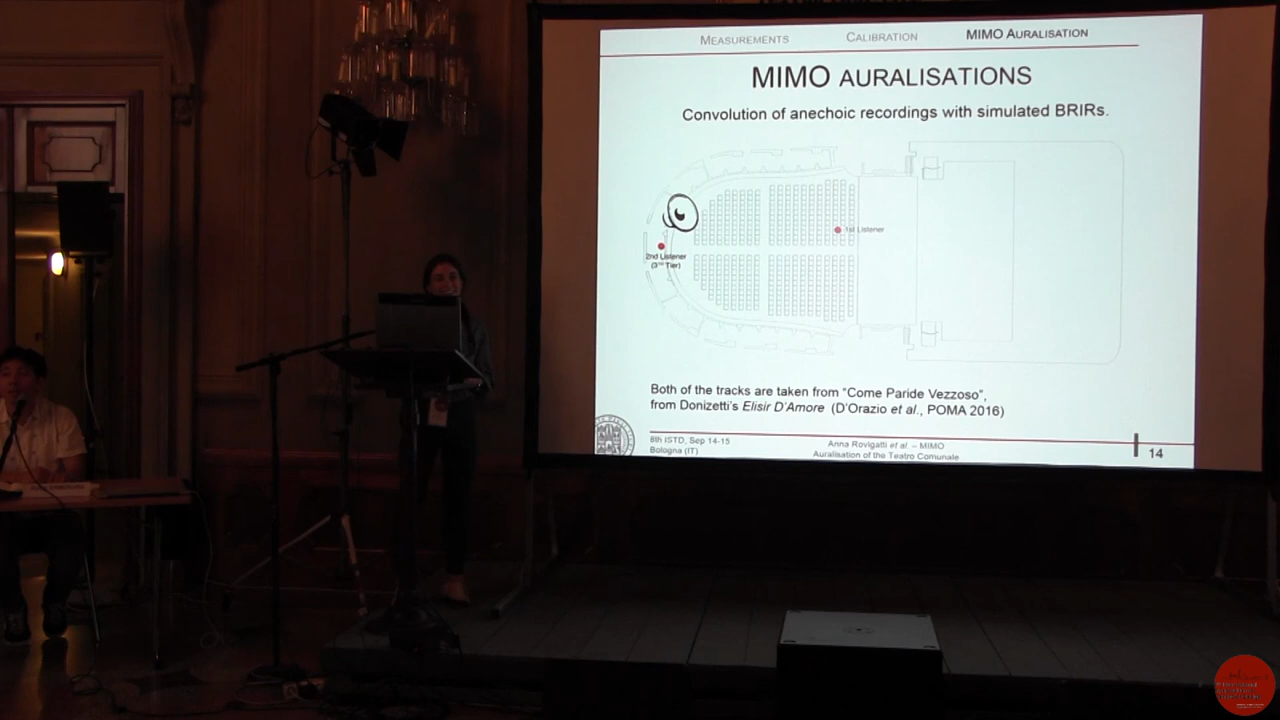 MEASUREMENTS CALIBRATION MIMO AURALISATION
MIMO AURALISATIONS
Convolution of anechoic recordings with simulated BRIRs.
1st Listener
2nd Listener
(3rd Tier)
Both of the tracks are taken from “Come Paride Vezzoso”,
from Donizetti's Elisir D'Amore (D'Orazio et al., POMA 2016)
8th ISTD, Sep 14-15
Bologna (IT)
Anna Rovigatti et al. – MIMO
Auralisation of the Teatro Comunale
14